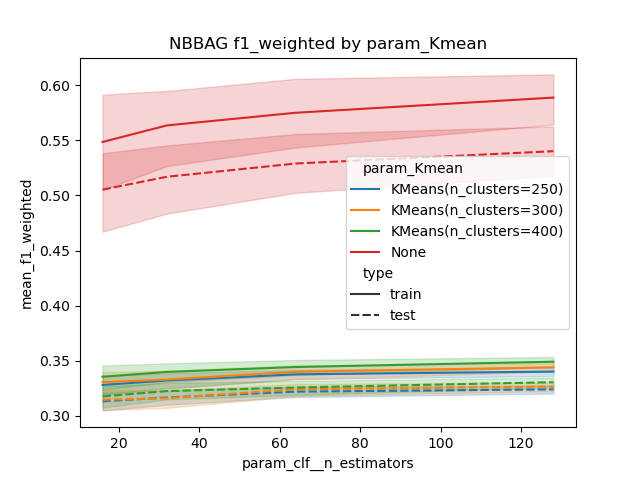 NBBAG f1_weighted by param_Kmean
mean_f1_weighted
0.60
0.55
0.50
0.45
0.40
0.35
0.30
param_Kmean
KMeans(n_clusters=250)
KMeans(n_clusters=300)
KMeans(n_clusters=400)
None
type
train
test
20 40 60 80 100 120
param_clf__n_estimators